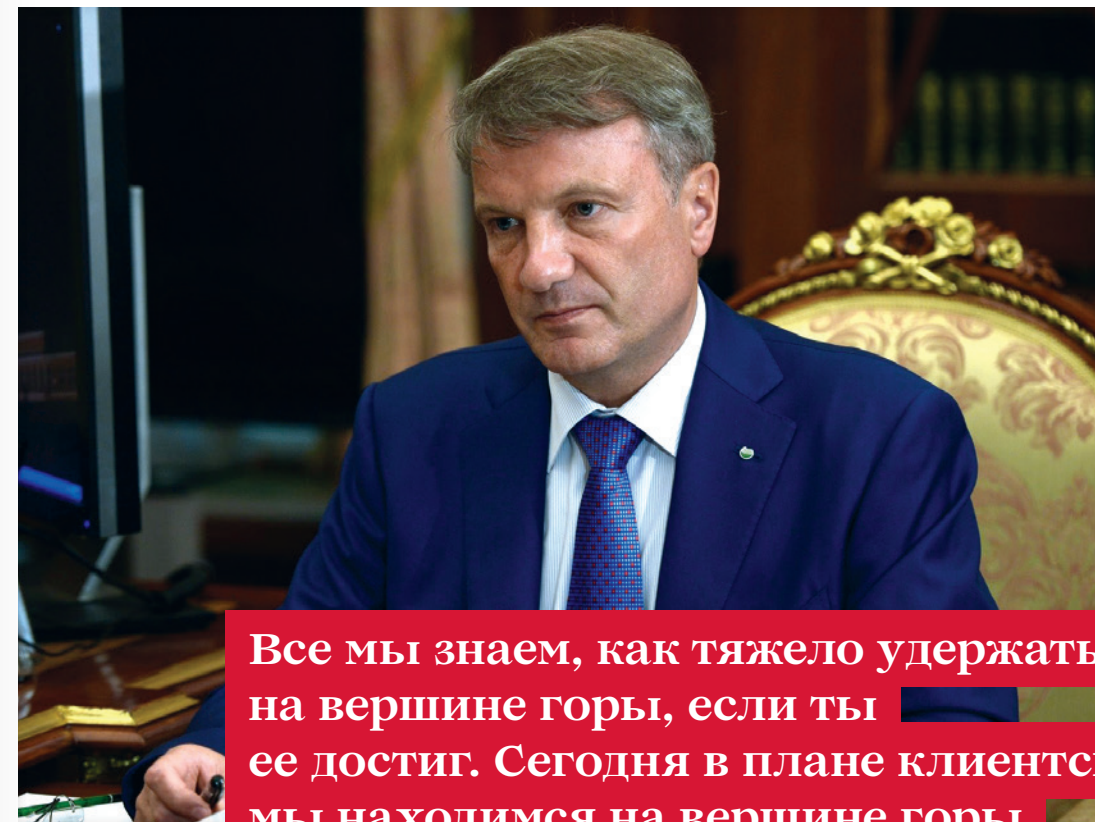 Все мы знаем, как тяжело удержать
на вершине горы, если ты
ее достиг. Сегодня в плане клиентс
мы находимся на вершине горы